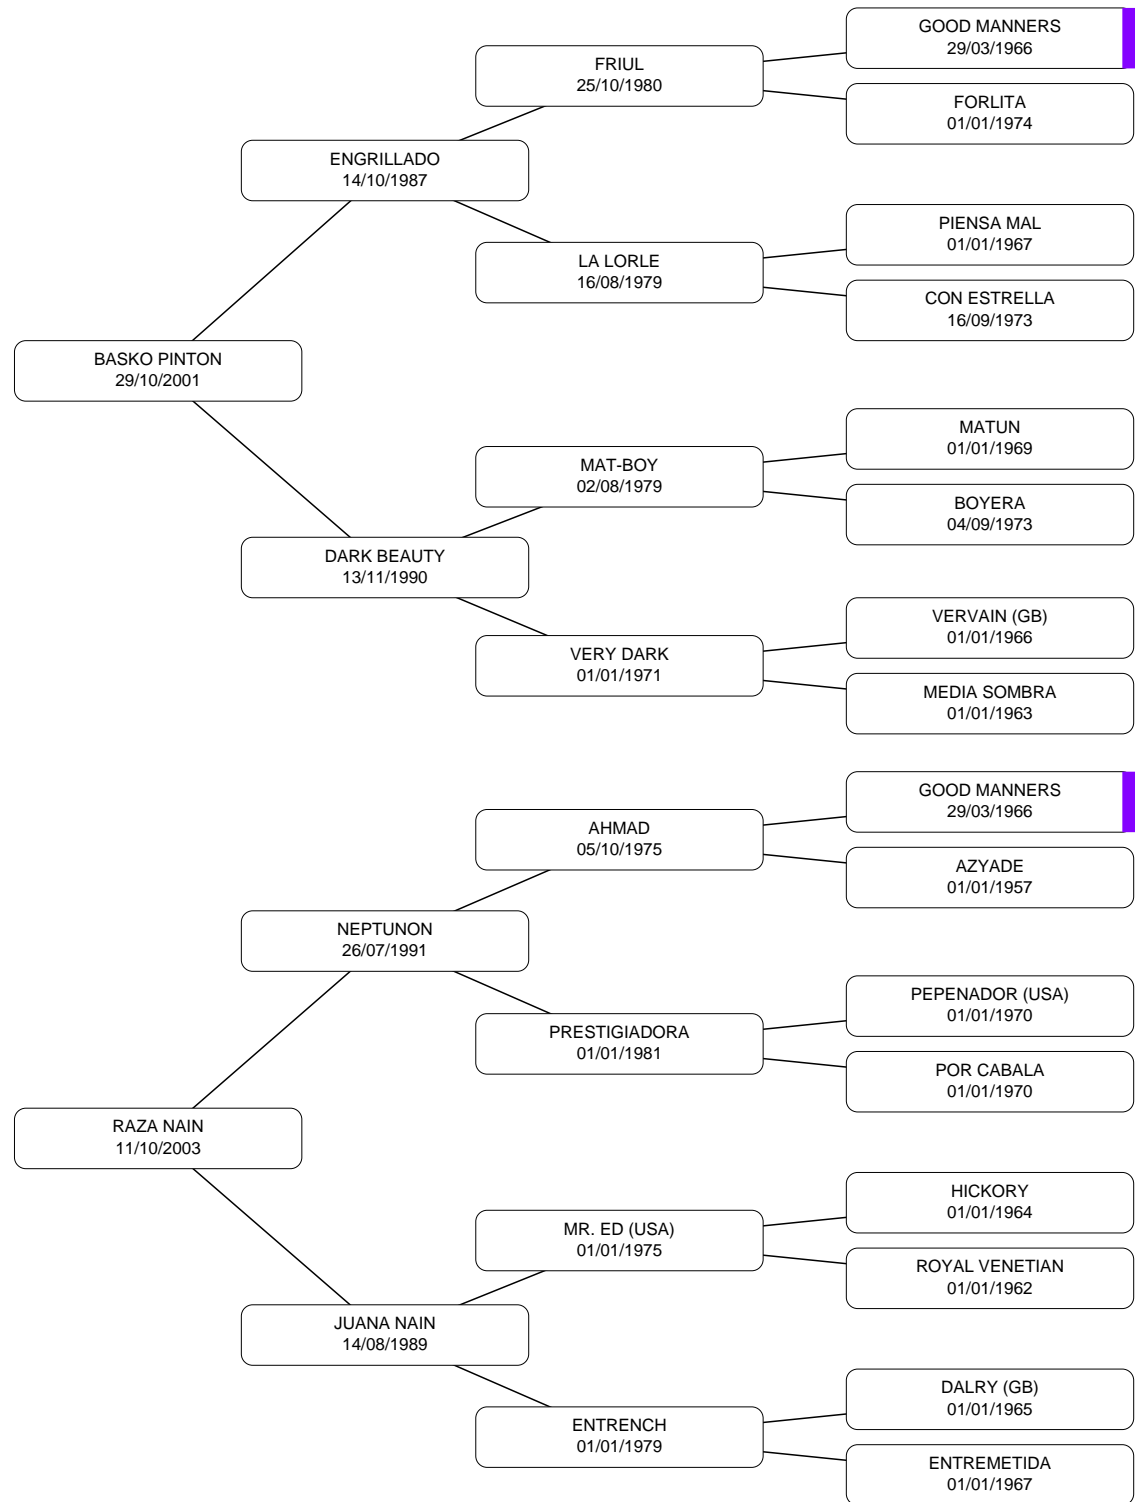 GOOD MANNERS
29/03/1966
FRIUL
25/10/1980
FORLITA
01/01/1974
ENGRILLADO
14/10/1987
PIENSA MAL
01/01/1967
LA LORLE
16/08/1979
CON ESTRELLA
16/09/1973
BASKO PINTON
29/10/2001
MATUN
01/01/1969
MAT-BOY
02/08/1979
BOYERA
04/09/1973
DARK BEAUTY
13/11/1990
VERVAIN (GB)
01/01/1966
VERY DARK
01/01/1971
MEDIA SOMBRA
01/01/1963
GOOD MANNERS
29/03/1966
AHMAD
05/10/1975
AZYADE
01/01/1957
NEPTUNON
26/07/1991
PEPENADOR (USA)
01/01/1970
PRESTIGIADORA
01/01/1981
POR CABALA
01/01/1970
RAZA NAIN
11/10/2003
HICKORY
01/01/1964
MR. ED (USA)
01/01/1975
ROYAL VENETIAN
01/01/1962
JUANA NAIN
14/08/1989
DALRY (GB)
01/01/1965
ENTRENCH
01/01/1979
ENTREMETIDA
01/01/1967